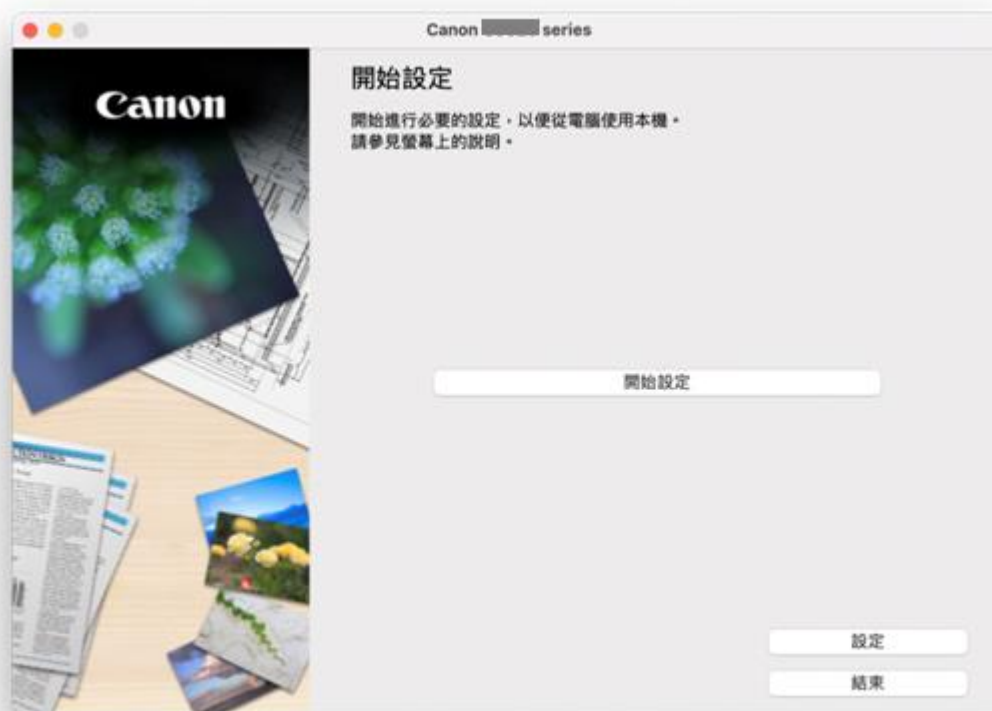 Canon series
Canon
開始設定
開始進行必要的設定，以便從電腦使用本機。
請參見螢幕上的說明。
開始設定
設定
結束